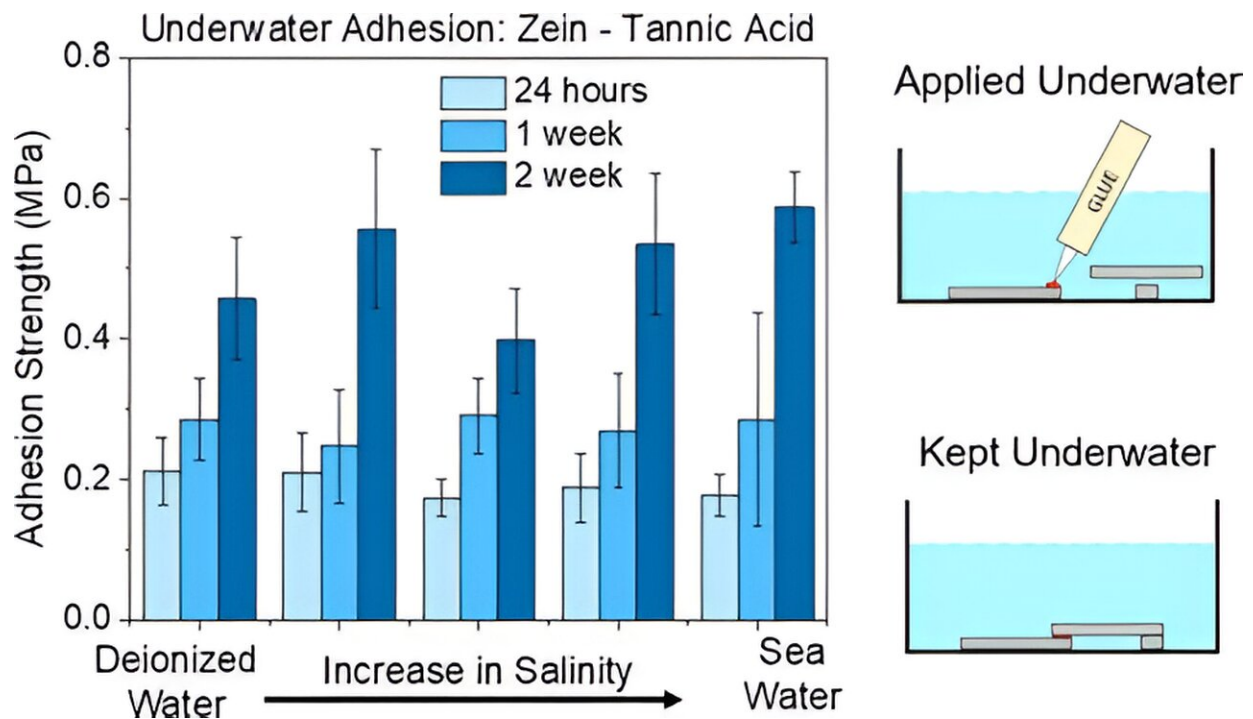 Underwater Adhesion: Zein - Tannic Acid
0.8
0.6
0.4
0.2
0.0
Adhesion Strength (MPa)
24 hours
1 week
2 week
Deionized
Water
Increase in Salinity
Sea
Water
Applied Underwater
GLUE
Kept Underwater